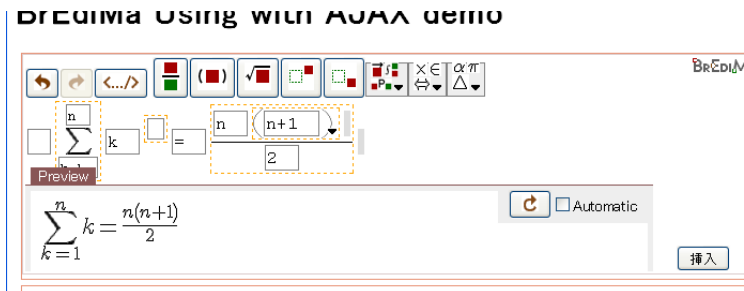 BrEdiMa Using with AJAX demo
<.../>
BrEDiM
n
∑ k = n (n+1)
2
Preview
n
∑ k = n(n+1)
k=1 2
Automatic
挿入